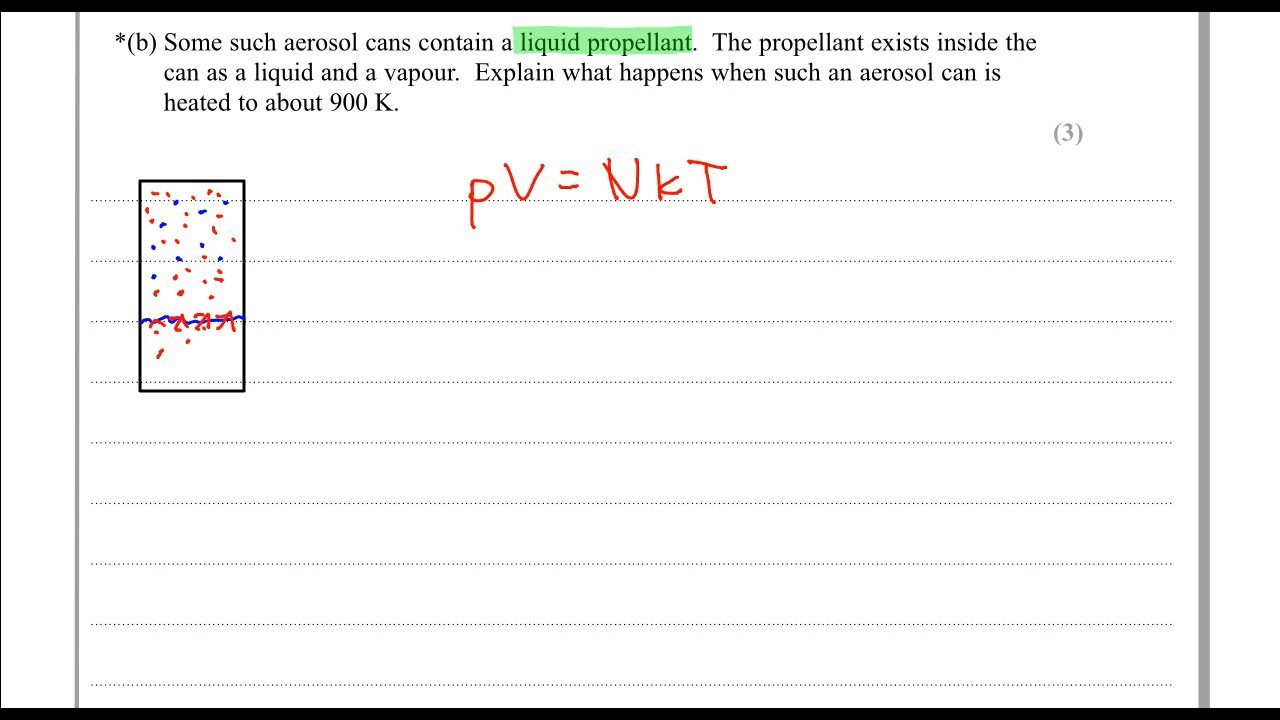 *(b) Some such aerosol cans contain a liquid propellant. The propellant exists inside the
can as a liquid and a vapour. Explain what happens when such an aerosol can is
heated to about 900 K.
(3)
pV = NkT